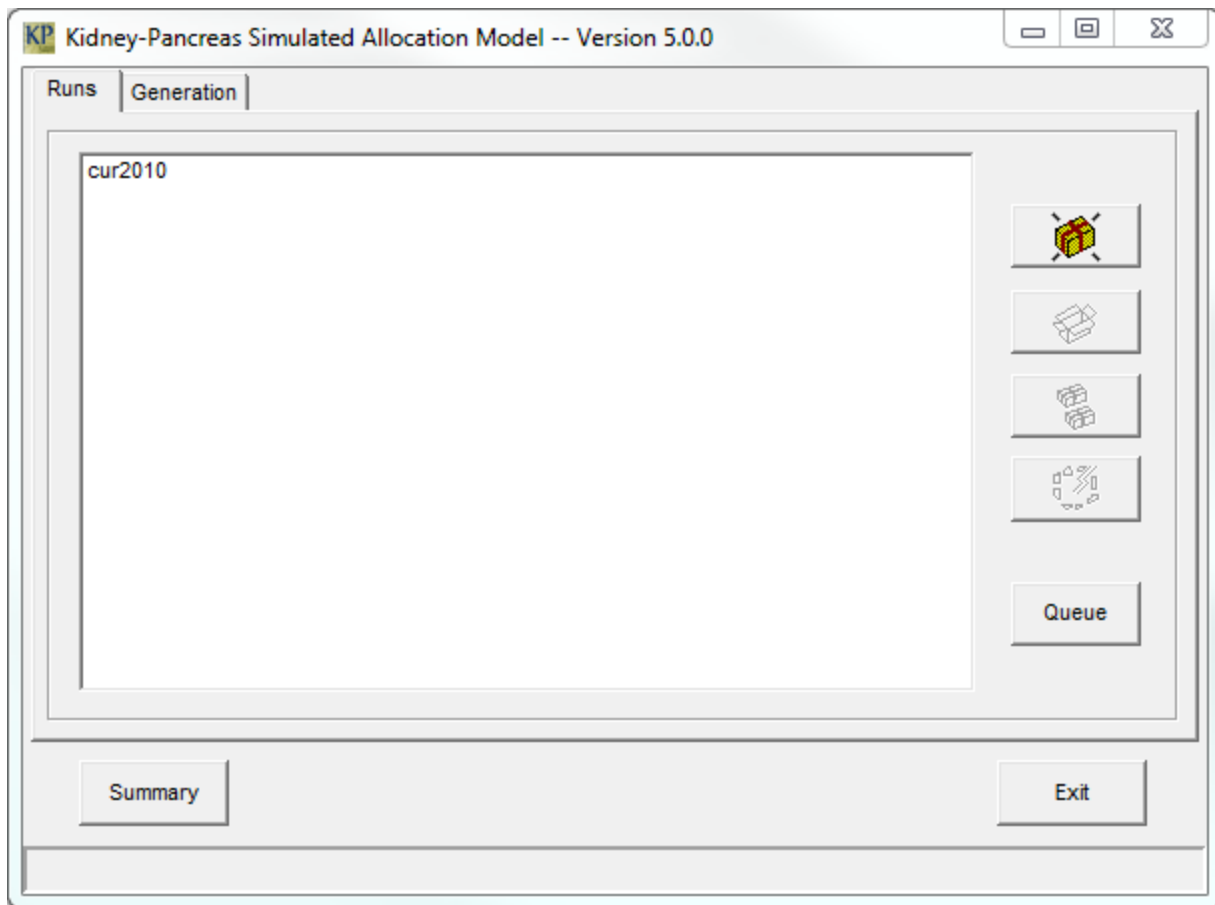 KP Kidney-Pancreas Simulated Allocation Model -- Version 5.0.0
Runs Generation
cur2010
Queue
Summary Exit